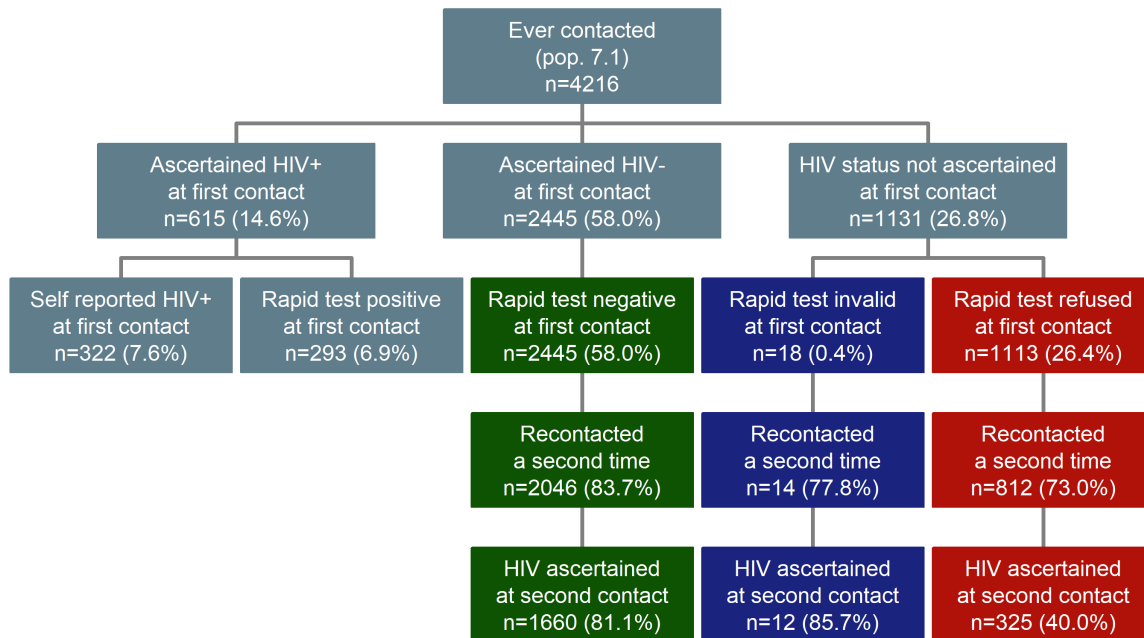 Ever contacted
(pop. 7.1)
n=4216
Ascertained HIV+
at first contact
n=615 (14.6%)
Ascertained HIV-
at first contact
n=2445 (58.0%)
HIV status not ascertained
at first contact
n=1131 (26.8%)
Self reported HIV+
at first contact
n=322 (7.6%)
Rapid test positive
at first contact
n=293 (6.9%)
Rapid test negative
at first contact
n=2445 (58.0%)
Rapid test invalid
at first contact
n=18 (0.4%)
Rapid test refused
at first contact
n=1113 (26.4%)
Recontacted
a second time
n=2046 (83.7%)
Recontacted
a second time
n=14 (77.8%)
Recontacted
a second time
n=812 (73.0%)
HIV ascertained
at second contact
n=1660 (81.1%)
HIV ascertained
at second contact
n=12 (85.7%)
HIV ascertained
at second contact
n=325 (40.0%)